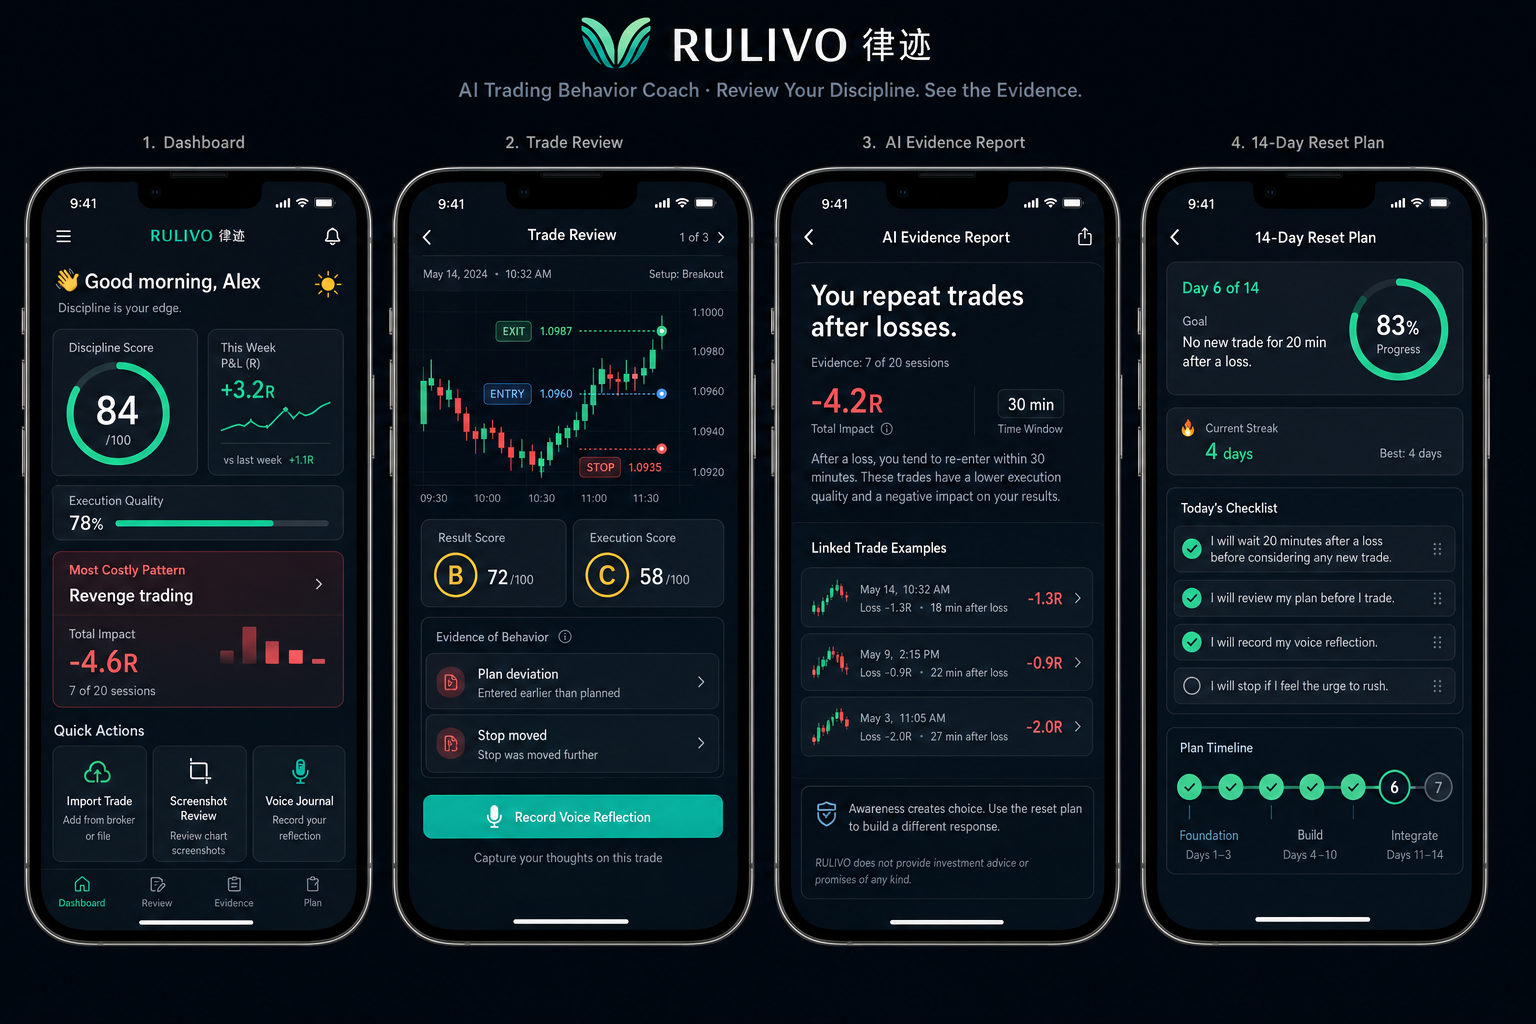 RULIVO 律迹
AI Trading Behavior Coach · Review Your Discipline. See the Evidence.
1. Dashboard
9:41
RULIVO 律迹
👋 Good morning, Alex
Discipline is your edge.
Discipline Score
84
/100
This Week
P&L (R)
+3.2R
vs last week +1.1R
Execution Quality
78%
Most Costly Pattern
Revenge trading
Total Impact
-4.6R
7 of 20 sessions
Quick Actions
Import Trade
Add from broker
or file
Screenshot
Review
Review chart
screenshots
Voice Journal
Record your
reflection
Dashboard
Review
Evidence
Plan
2. Trade Review
9:41
Trade Review
1 of 3
May 14, 2024 • 10:32 AM
Setup: Breakout
EXIT 1.0987
ENTRY 1.0960
STOP 1.0935
1.1000
1.0980
1.0960
1.0940
1.0920
09:30 10:00 10:30 11:00 11:30
Result Score
B 72/100
Execution Score
C 58/100
Evidence of Behavior
Plan deviation
Entered earlier than planned
Stop moved
Stop was moved further
Record Voice Reflection
Capture your thoughts on this trade
3. AI Evidence Report
9:41
AI Evidence Report
You repeat trades
after losses.
Evidence: 7 of 20 sessions
-4.2R
Total Impact
30 min
Time Window
After a loss, you tend to re-enter within 30
minutes. These trades have a lower execution
quality and a negative impact on your results.
Linked Trade Examples
May 14, 10:32 AM
Loss -1.3R • 18 min after loss
-1.3R
May 9, 2:15 PM
Loss -0.9R • 22 min after loss
-0.9R
May 3, 11:05 AM
Loss -2.0R • 27 min after loss
-2.0R
Awareness creates choice. Use the reset plan
to build a different response.
RULIVO does not provide investment advice or
promises of any kind.
4. 14-Day Reset Plan
9:41
14-Day Reset Plan
Day 6 of 14
Goal
No new trade for 20 min
after a loss.
83%
Progress
Current Streak
4 days
Best: 4 days
Today's Checklist
I will wait 20 minutes after a loss
before considering any new trade.
I will review my plan before I trade.
I will record my voice reflection.
I will stop if I feel the urge to rush.
Plan Timeline
6
7
Foundation
Days 1–3
Build
Days 4–10
Integrate
Days 11–14